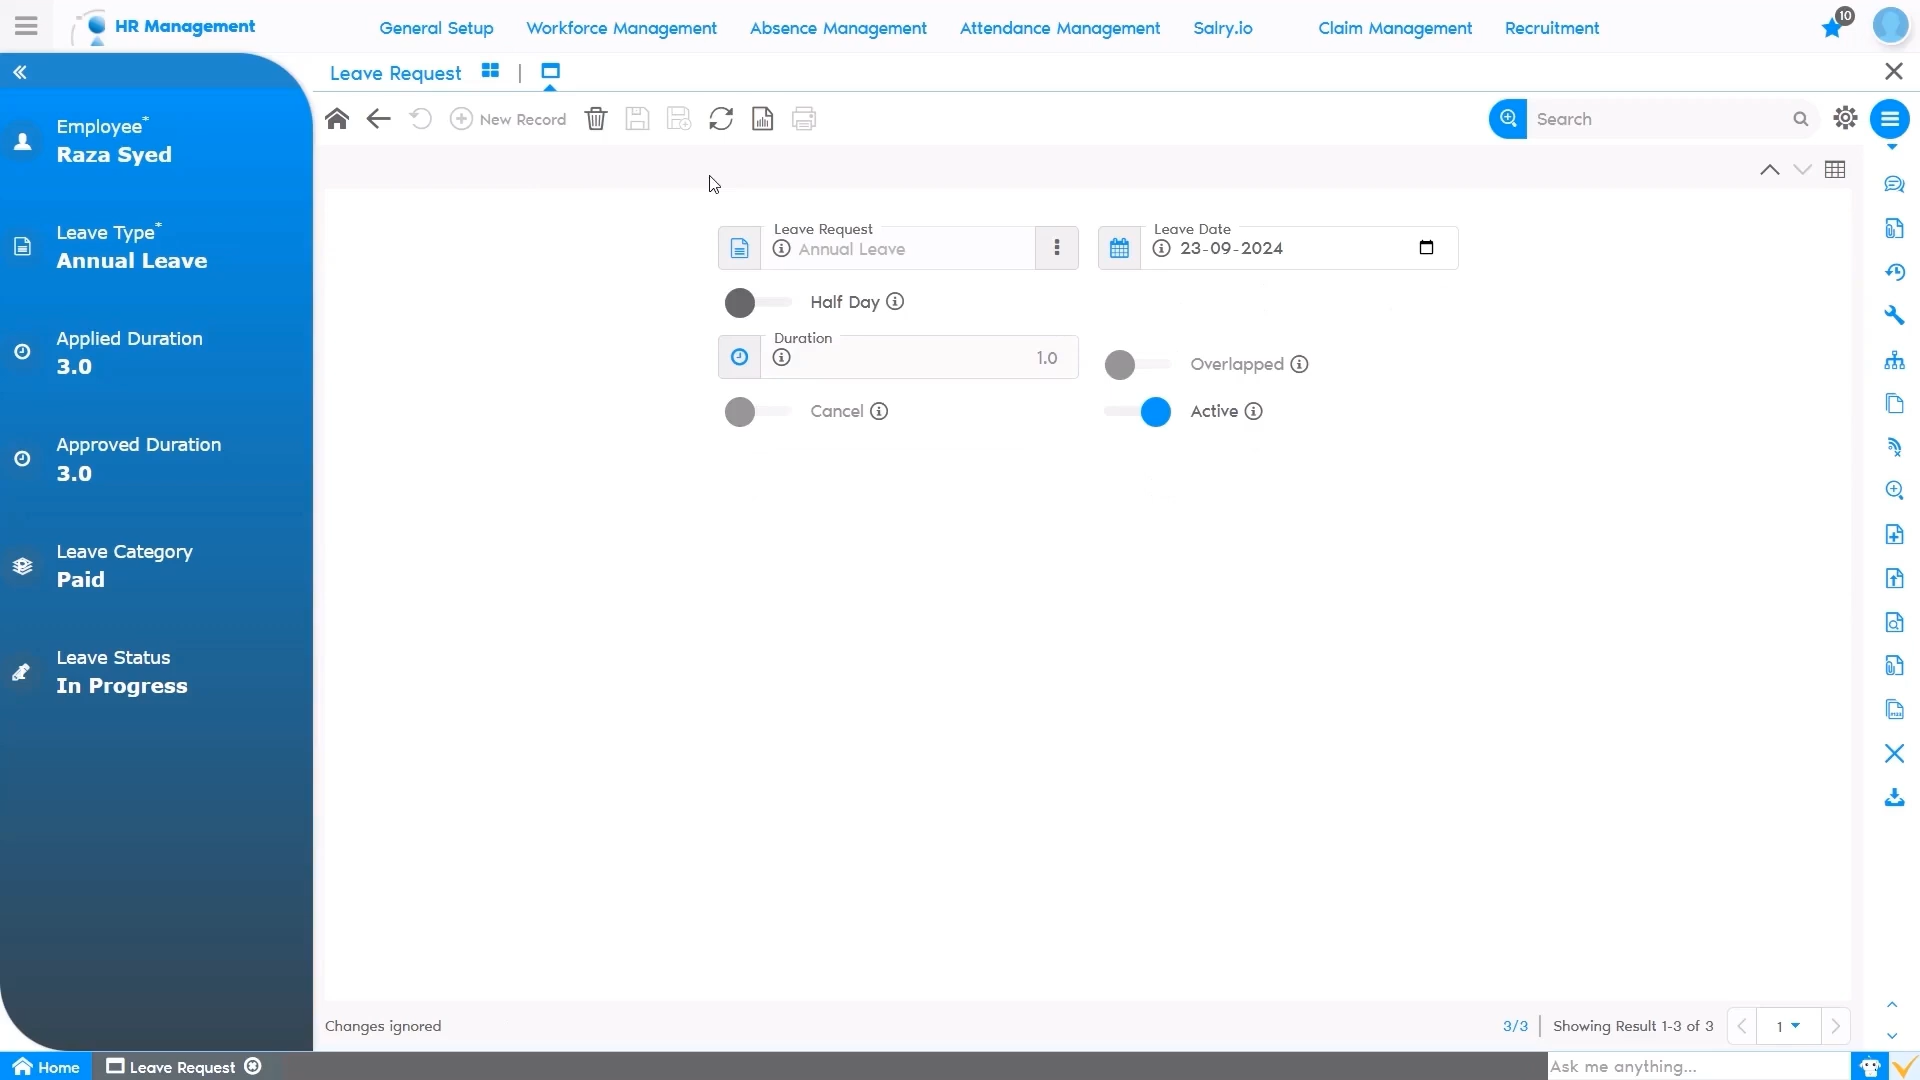 HR Management
General Setup Workforce Management Absence Management Attendance Management Salry.io Claim Management Recruitment
10
Leave Request |
New Record
Search
Employee*
Raza Syed
Leave Type*
Annual Leave
Applied Duration
3.0
Approved Duration
3.0
Leave Category
Paid
Leave Status
In Progress
Leave Request Leave Date
Annual Leave 23-09-2024
Half Day
Duration
1.0 Overlapped
Cancel Active
Changes ignored
3/3 Showing Result 1-3 of 3 1
Home Leave Request Ask me anything...